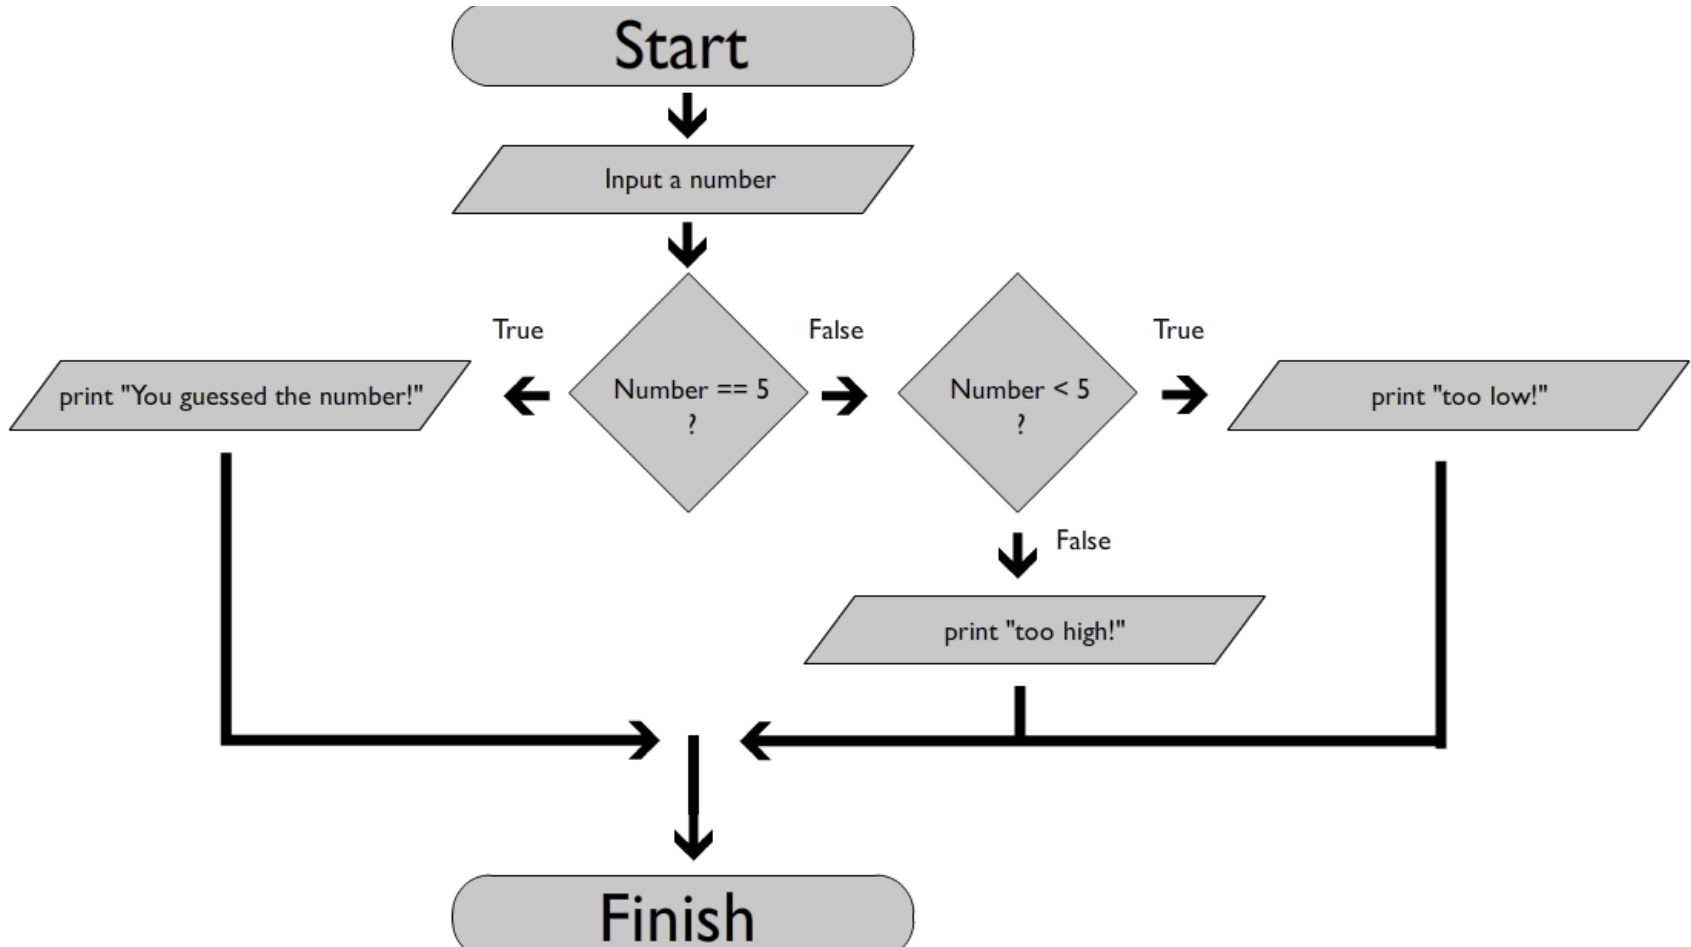 Start
Input a number
True
False
True
print "You guessed the number!"
Number == 5
?
Number < 5
?
print "too low!"
False
print "too high!"
Finish